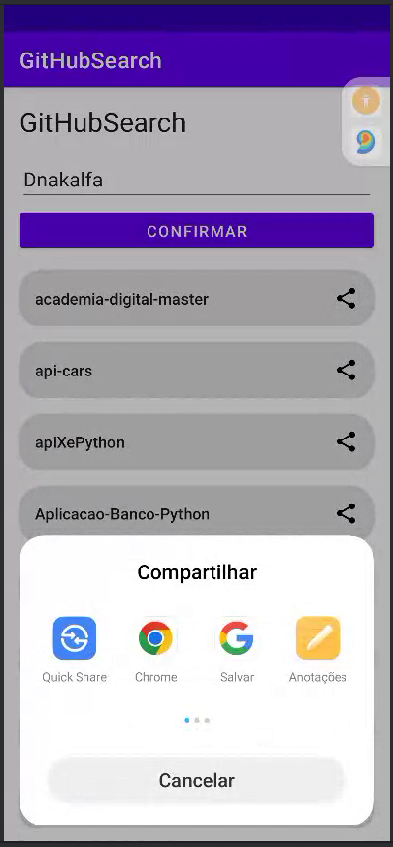 GitHubSearch
GitHubSearch
Dnakalfa
CONFIRMAR
academia-digital-master
api-cars
apiXePython
Aplicacao-Banco-Python
Compartilhar
Quick Share Chrome Salvar Anotações
Cancelar